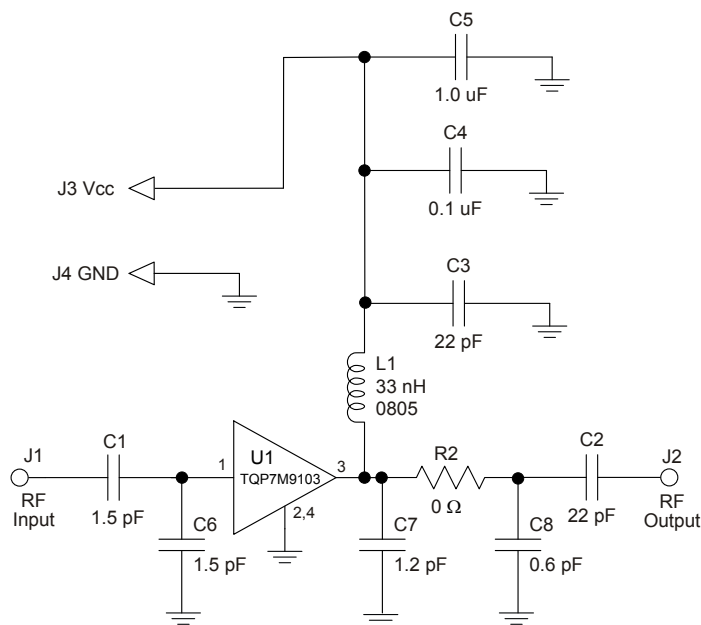 C5
1.0 uF
C4
0.1 uF
J3 Vcc
J4 GND
C3
22 pF
L1
33 nH
0805
J1
RF
Input
C1
1.5 pF
1
U1
TQP7M9103
3
2,4
C6
1.5 pF
R2
0 Ω
C7
1.2 pF
C8
0.6 pF
C2
22 pF
J2
RF
Output